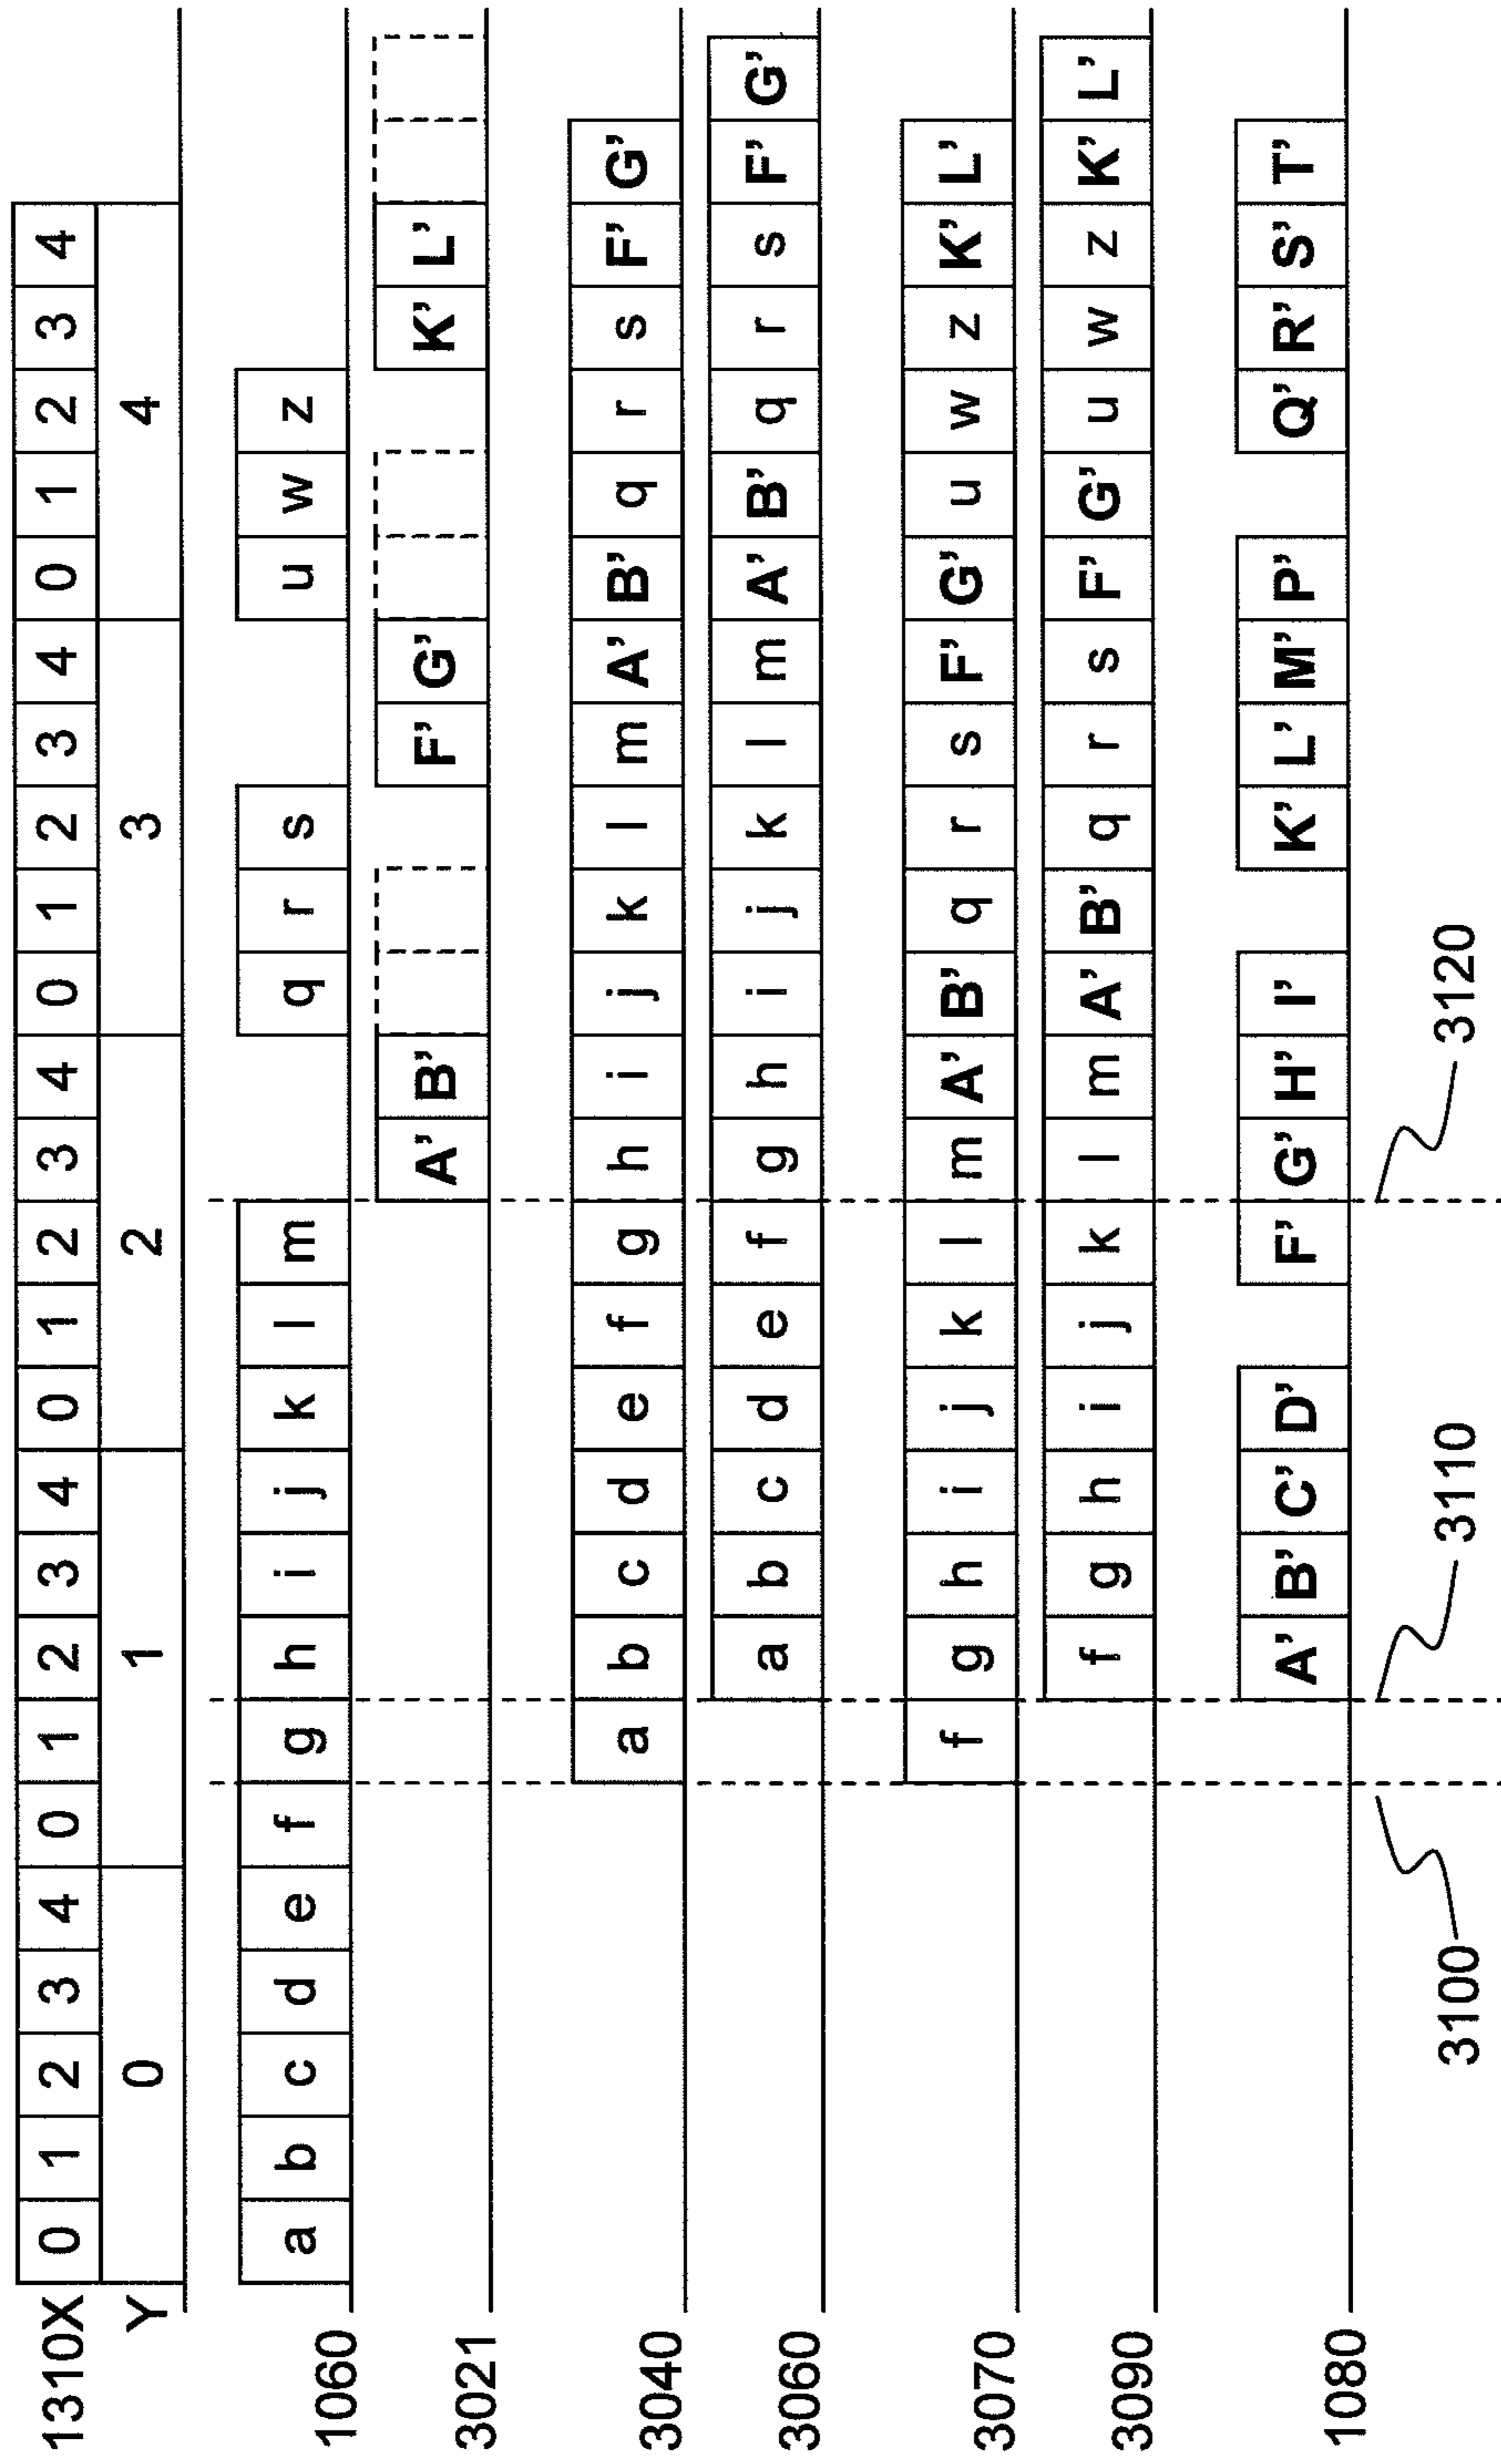 1310X 0 1 2 3 4 0 1 2 3 4 0 1 2 3 4 0 1 2 3 4 0 1 2 3 4
Y 0 1 2 3 4
1060 a b c d e f g h i j k l m q r s u w z
3021 A' B' F' G' K' L'
3040 a b c d e f g h i j k l m A' B' q r s F' G'
3060 a b c d e f g h i j k l m A' B' q r s F' G'
3070 f g h i j k l m A' B' q r s F' G' u w z K' L'
3090 f g h i j k l m A' B' q r s F' G' u w z K' L'
1080 A' B' C' D' F' G' H' I' K' L' M' P' Q' R' S' T'
3100 3110 3120